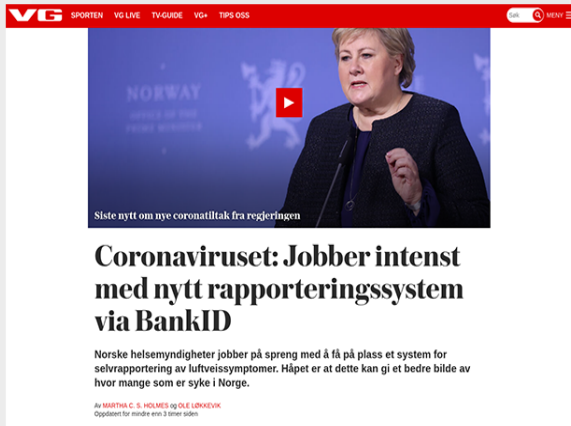 VG SPORTEN VG LIVE TV-GUIDE VG+ TIPS OSS Søk MENY
NORWAY
OFFICE OF THE
PRIME MINISTER
Siste nytt om nye coronatiltak fra regjeringen
Coronaviruset: Jobber intenst
med nytt rapporteringssystem
via BankID
Norske helsemyndigheter jobber på spreng med å få på plass et system for
selvrapportering av luftveissymptomer. Håpet er at dette kan gi et bedre bilde av
hvor mange som er syke i Norge.
Av MARTHA C. S. HOLMES og OLE LØKKEVIK
Oppdatert for mindre enn 3 timer siden